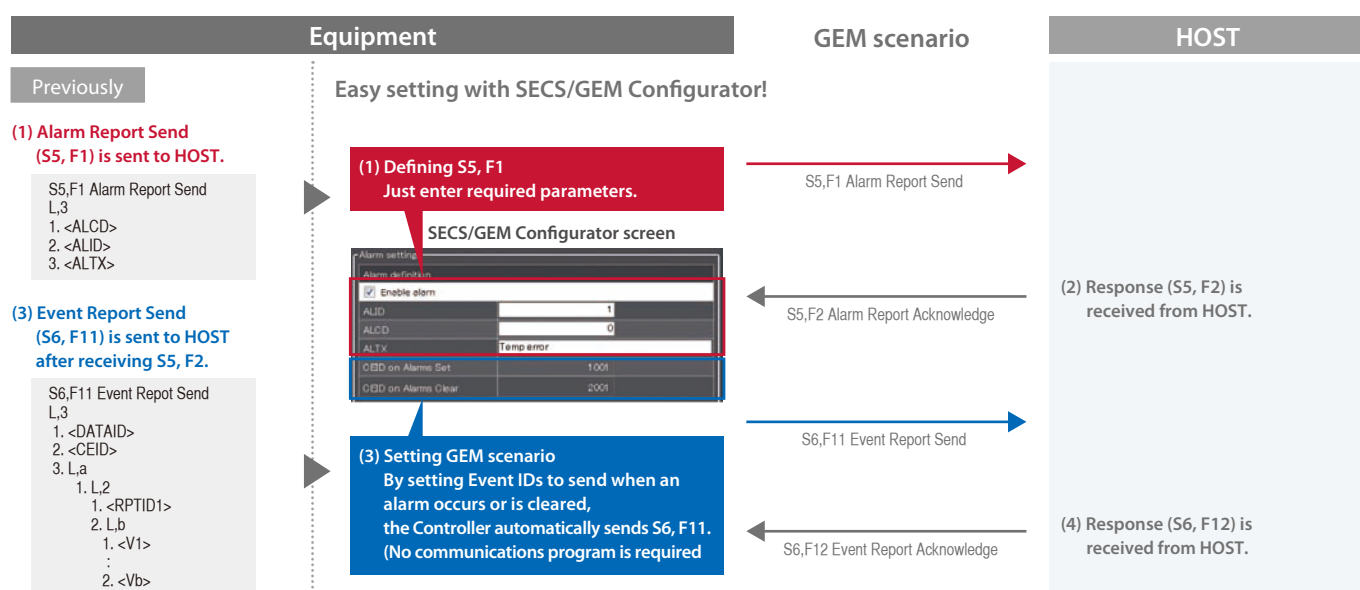 Equipment
GEM scenario
HOST
Previously
Easy setting with SECS/GEM Configurator!
(1) Alarm Report Send
(S5, F1) is sent to HOST.
S5,F1 Alarm Report Send
L,3
1. <ALCD>
2. <ALID>
3. <ALTX>
(3) Event Report Send
(S6, F11) is sent to HOST
after receiving S5, F2.
S6,F11 Event Repot Send
L,3
1. <DATAID>
2. <CEID>
3. L,a
1. L,2
1. <RPTID1>
2. L,b
1. <V1>
:
2. <Vb>
(1) Defining S5, F1
Just enter required parameters.
SECS/GEM Configurator screen
Alarm setting
Alarm definition
Enable alarm
ALID 1
ALCD 0
ALTX Temp error
CEID on Alarms Set 1001
CEID on Alarms Clear 2001
(3) Setting GEM scenario
By setting Event IDs to send when an
alarm occurs or is cleared,
the Controller automatically sends S6, F11.
(No communications program is required
S5,F1 Alarm Report Send
S5,F2 Alarm Report Acknowledge
S6,F11 Event Report Send
S6,F12 Event Report Acknowledge
(2) Response (S5, F2) is
received from HOST.
(4) Response (S6, F12) is
received from HOST.